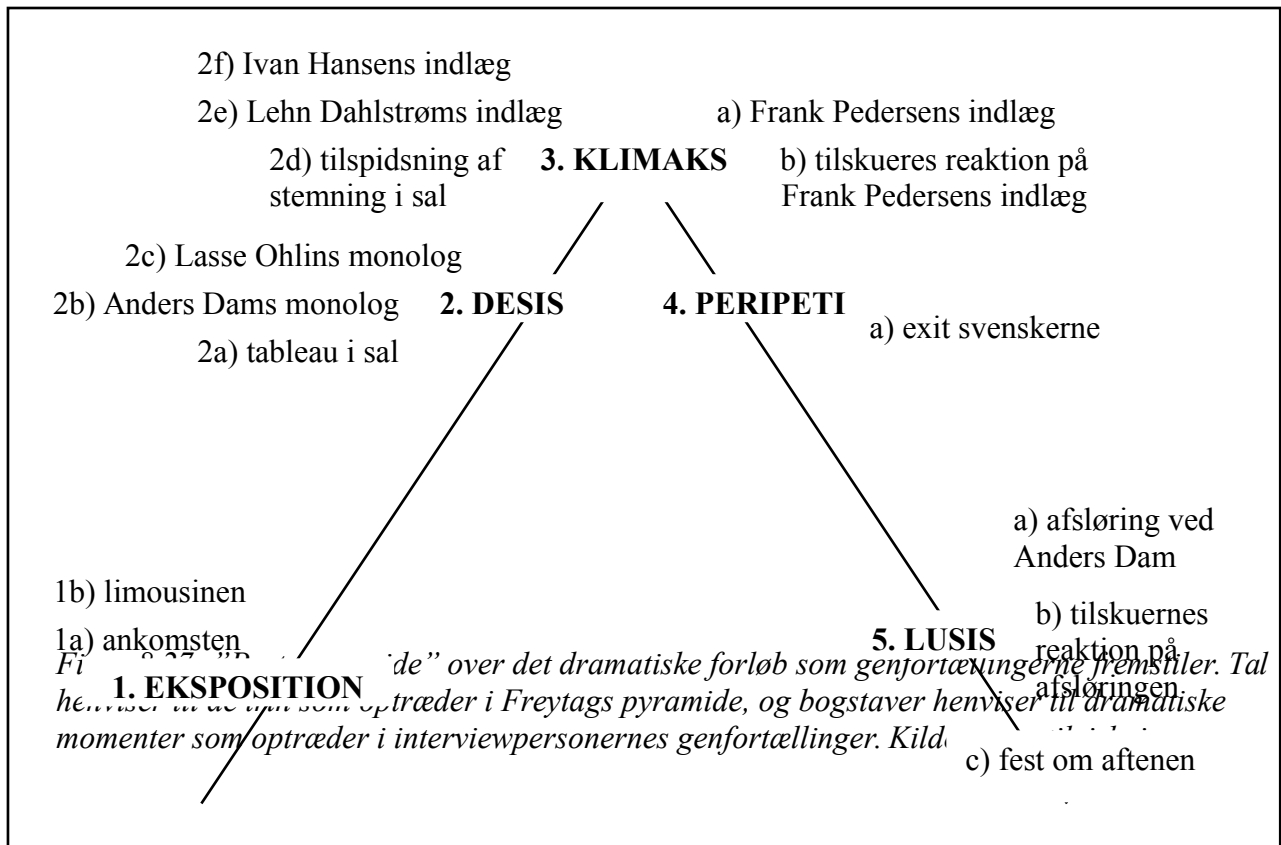 2f) Ivan Hansens indlæg
2e) Lehn Dahlstrøms indlæg
a) Frank Pedersens indlæg
2d) tilspidsning af
stemning i sal
3. KLIMAKS
b) tilskueres reaktion på
Frank Pedersens indlæg
2c) Lasse Ohlins monolog
2b) Anders Dams monolog
2. DESIS
4. PERIPETI
a) exit svenskerne
2a) tableau i sal
a) afsløring ved
Anders Dam
1b) limousinen
1a) ankomsten
5. LUSIS
b) tilskuernes
reaktion på
afsløringen
1. EKSPOSITION
over det dramatiske forløb som genfortællingerne fremstiller. Tal
henviser til de som optræder i Freytags pyramide, og bogstaver henviser til dramatiske
momenter som optræder i interviewpersonernes genfortællinger.
c) fest om aftenen